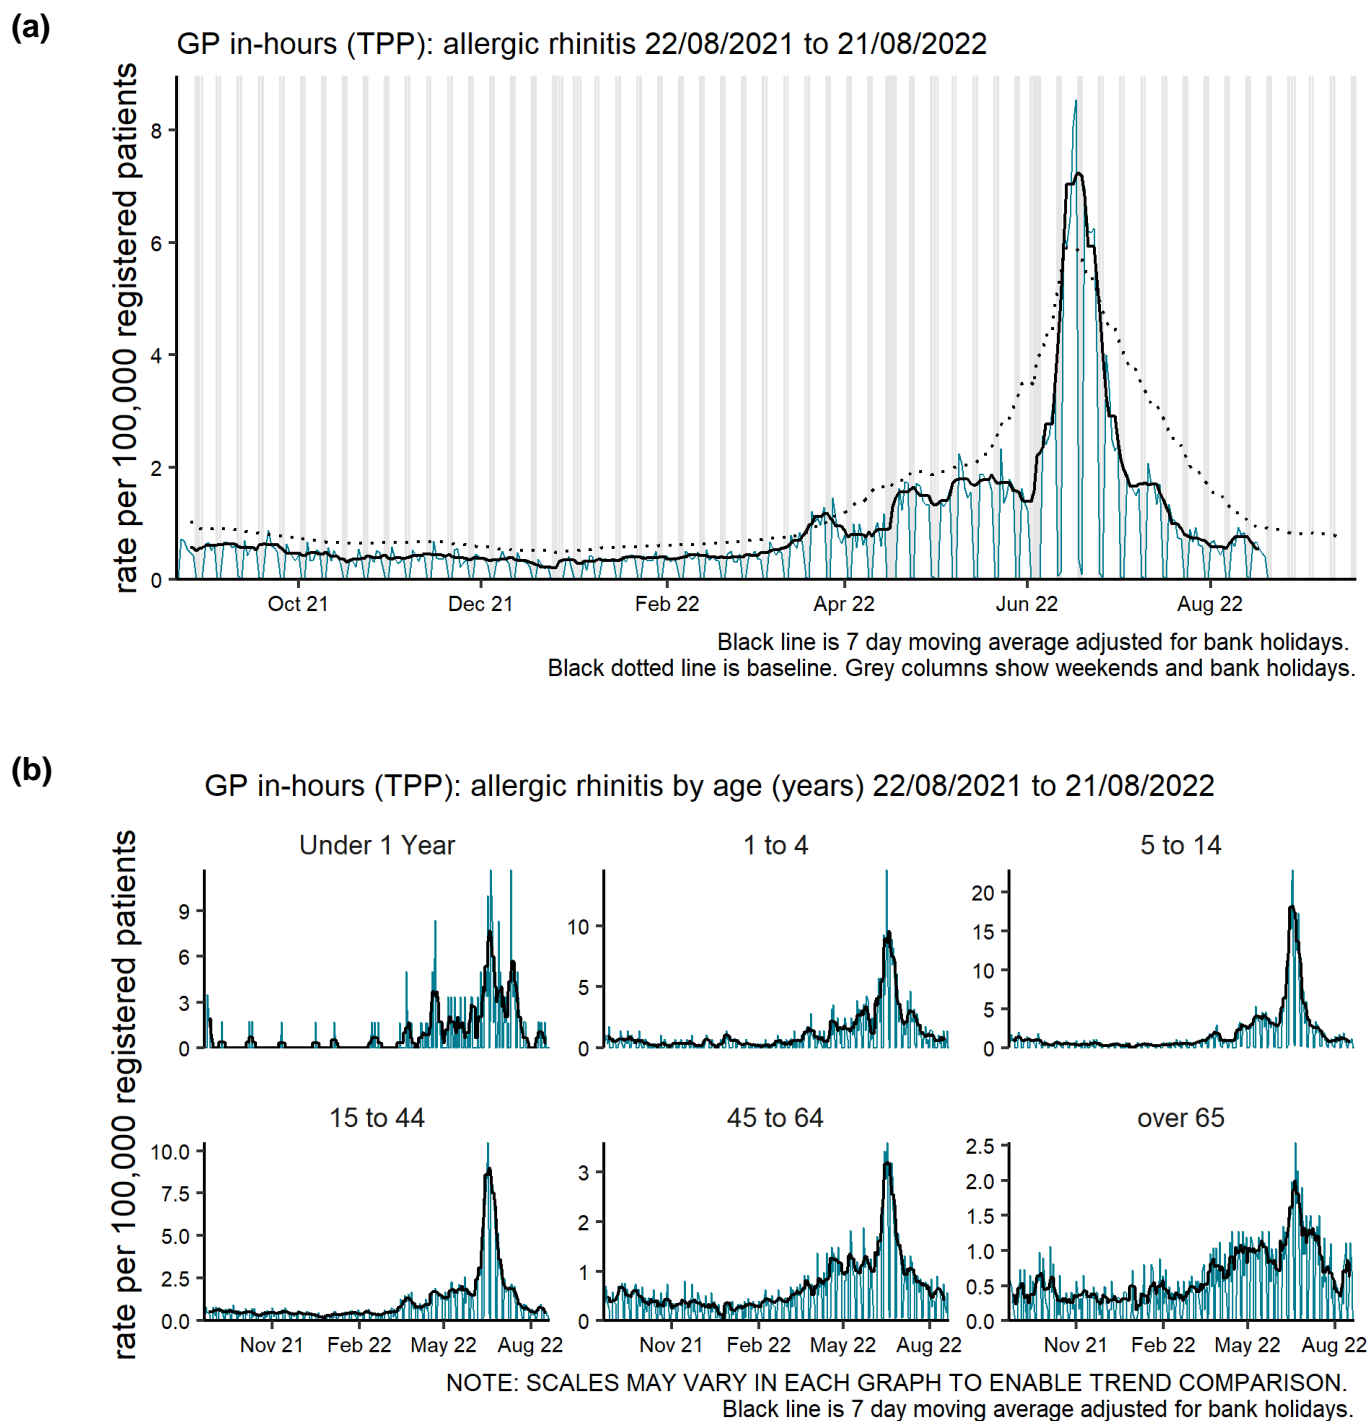 (a)
GP in-hours (TPP): allergic rhinitis 22/08/2021 to 21/08/2022
rate per 100,000 registered patients
8
6
4
2
0
Oct 21 Dec 21 Feb 22 Apr 22 Jun 22 Aug 22
Black line is 7 day moving average adjusted for bank holidays.
Black dotted line is baseline. Grey columns show weekends and bank holidays.
(b)
GP in-hours (TPP): allergic rhinitis by age (years) 22/08/2021 to 21/08/2022
rate per 100,000 registered patients
Under 1 Year
9
6
3
0
1 to 4
10
5
0
5 to 14
20
15
10
5
0
15 to 44
10.0
7.5
5.0
2.5
0.0
45 to 64
3
2
1
0
over 65
2.5
2.0
1.5
1.0
0.5
0.0
Nov 21 Feb 22 May 22 Aug 22
Nov 21 Feb 22 May 22 Aug 22
Nov 21 Feb 22 May 22 Aug 22
NOTE: SCALES MAY VARY IN EACH GRAPH TO ENABLE TREND COMPARISON.
Black line is 7 day moving average adjusted for bank holidays.